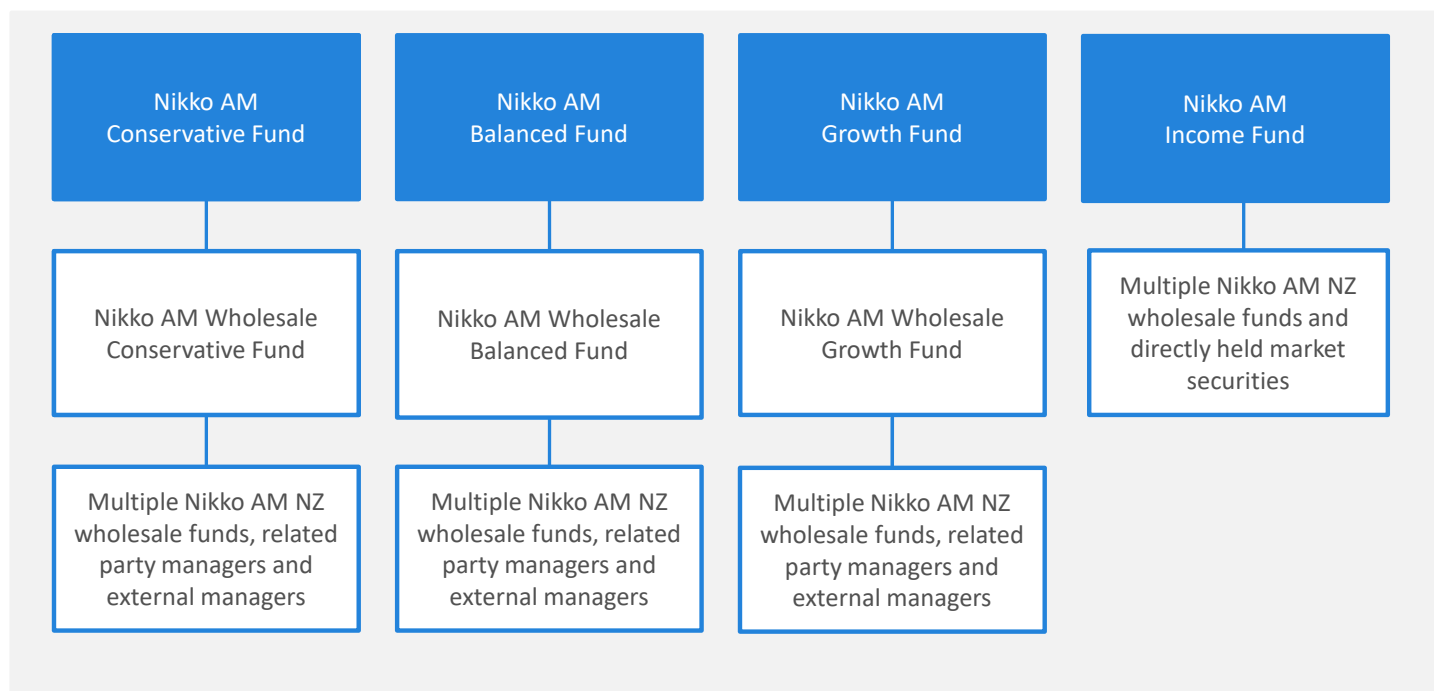 Nikko AM
Conservative Fund
Nikko AM
Balanced Fund
Nikko AM
Growth Fund
Nikko AM
Income Fund
Nikko AM Wholesale
Conservative Fund
Nikko AM Wholesale
Balanced Fund
Nikko AM Wholesale
Growth Fund
Multiple Nikko AM NZ
wholesale funds and
directly held market
securities
Multiple Nikko AM NZ
wholesale funds, related
party managers and
external managers
Multiple Nikko AM NZ
wholesale funds, related
party managers and
external managers
Multiple Nikko AM NZ
wholesale funds, related
party managers and
external managers